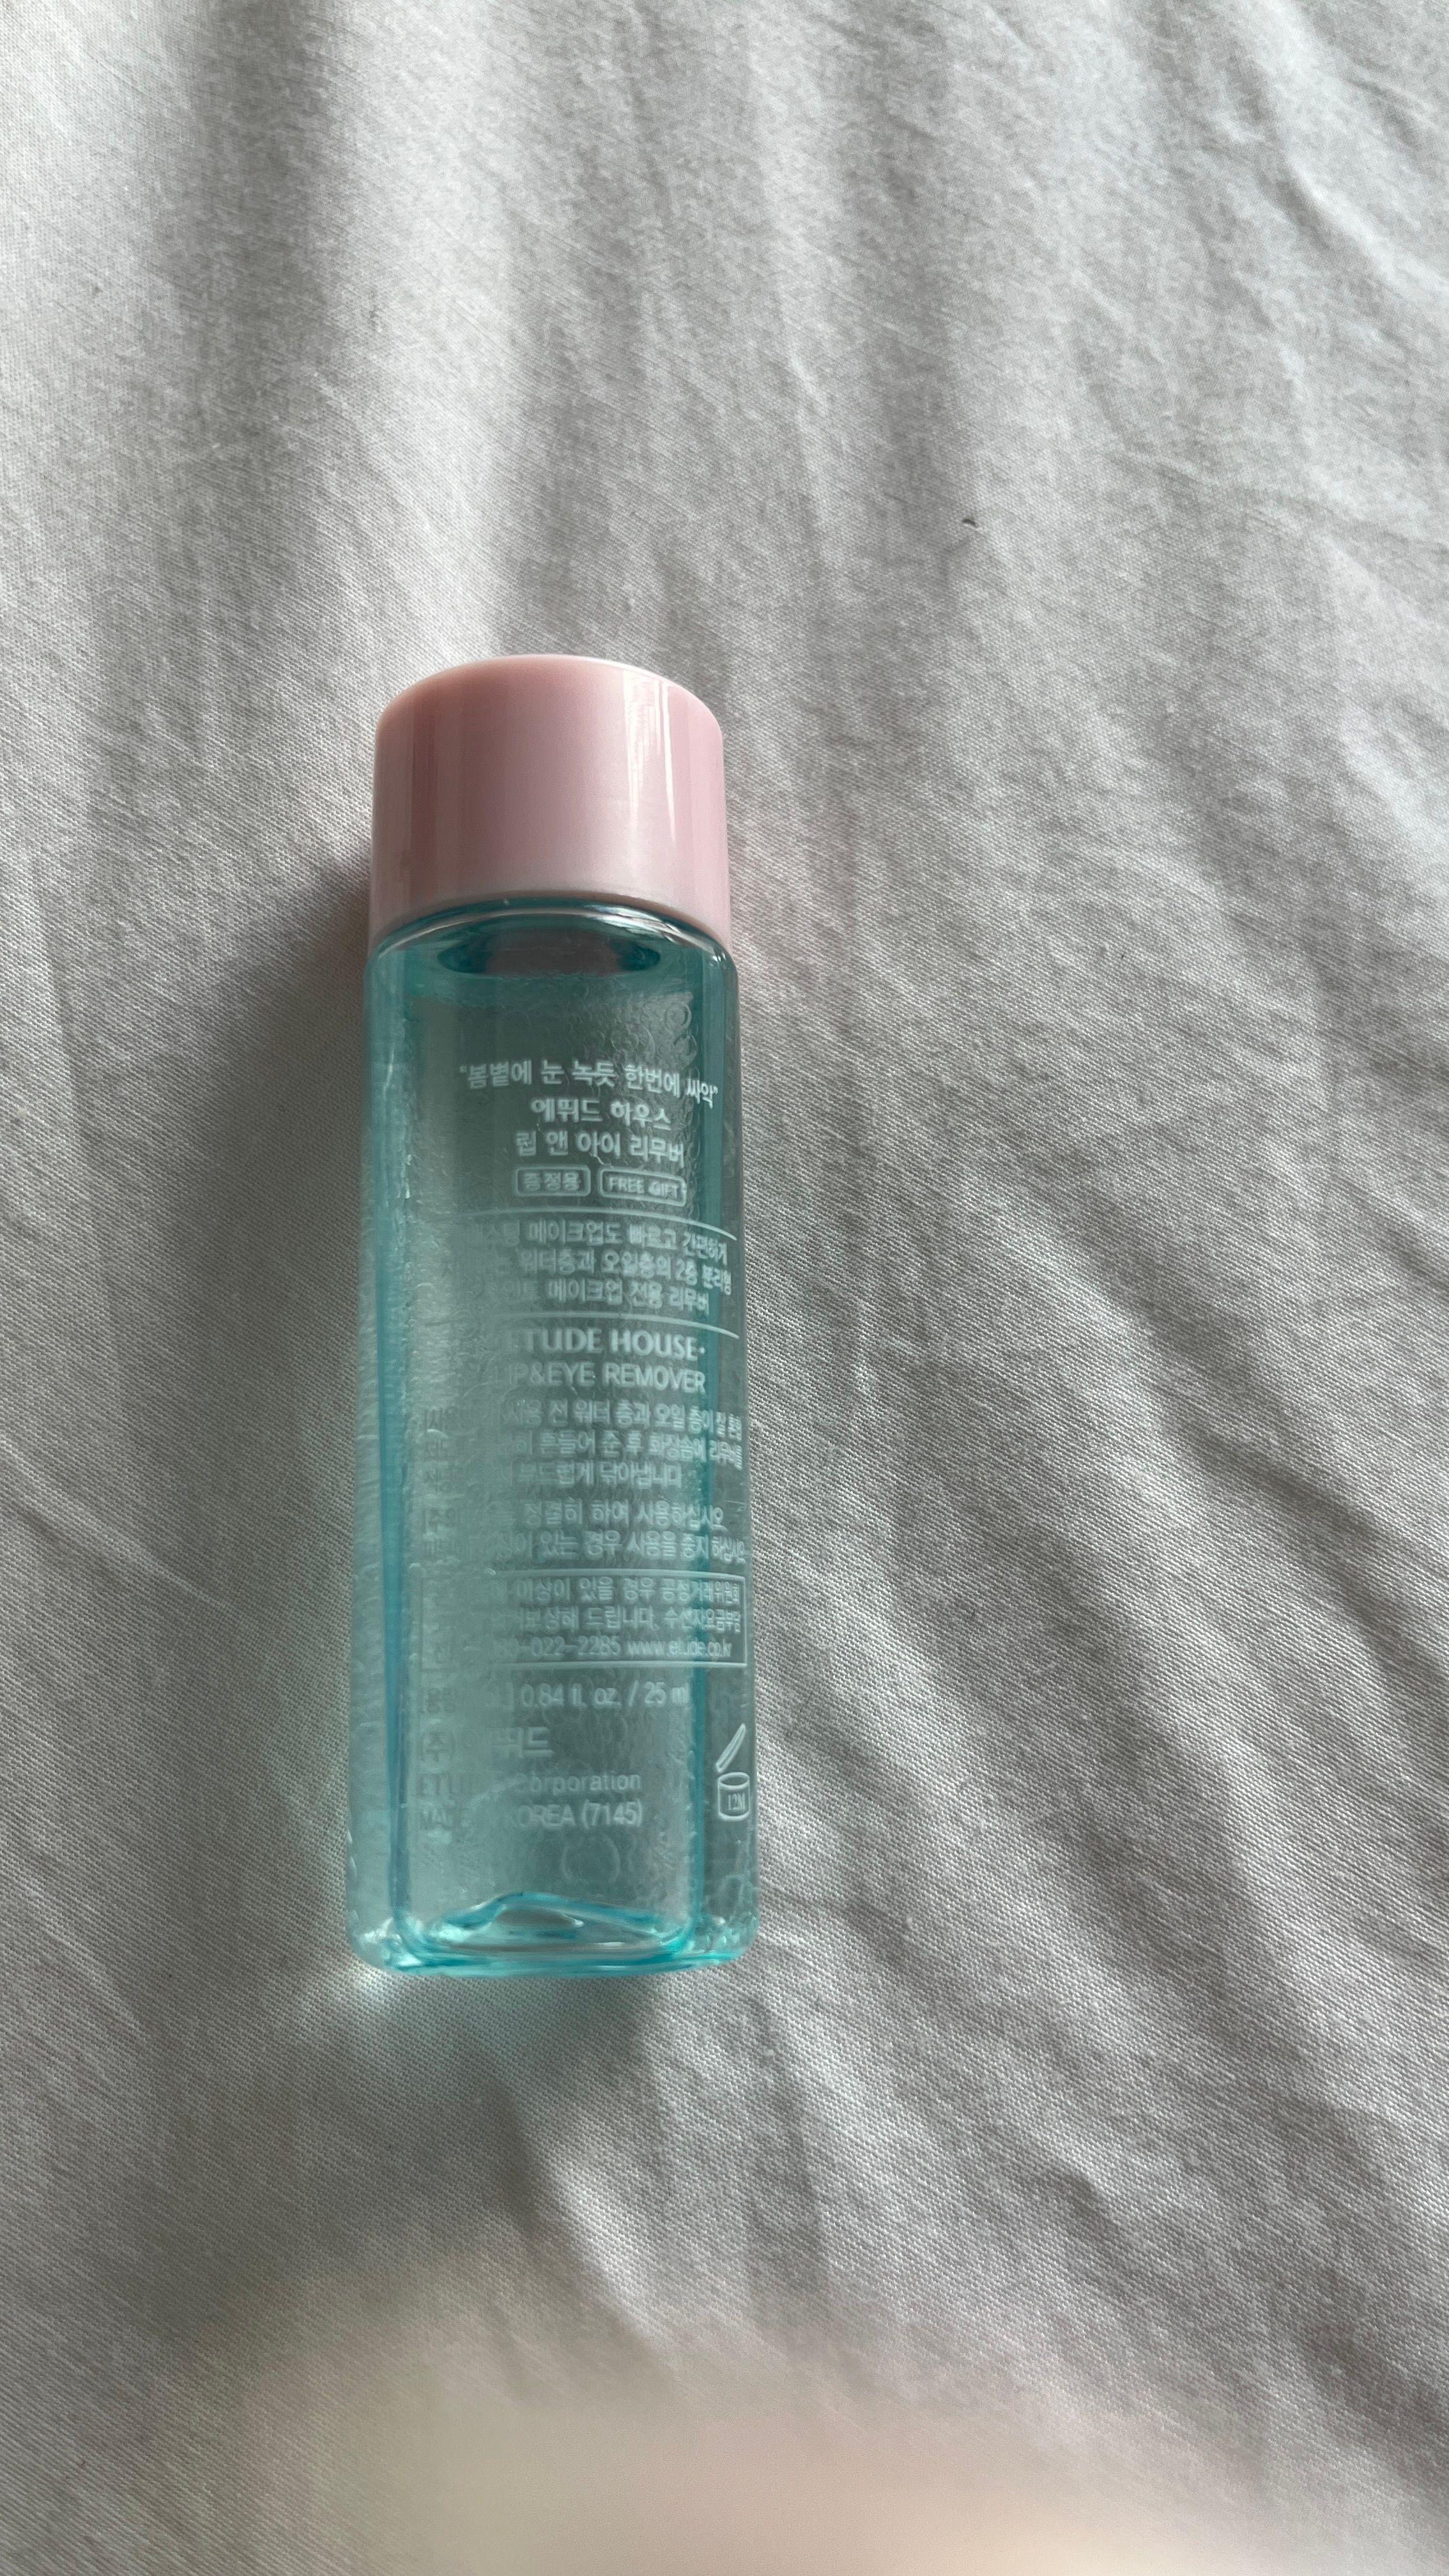 "봄볕에 눈 녹듯 한번에 싸악"
에뛰드 하우스
립 앤 아이 리무버
증정용 FREE GIFT
메이크업도 빠르고 간편하게
워터층과 오일층의 2층 분리형
메이크업 전용 리무버
ETUDE HOUSE
LIP&EYE REMOVER
사용 전 워터 층과 오일 층이 잘
흔들어 준 후 화장솜에 리무버를
부드럽게 닦아냅니다.
정결히 하여 사용하십시오
있는 경우 사용을 중지 하십시오
이상이 있을 경우 공정거래위원회
드립니다. 수신자요금부담
022-2285 www.etude.co.kr
0.84 fl. oz. / 25 ml
(주)
Corporation
KOREA (7145)
12M